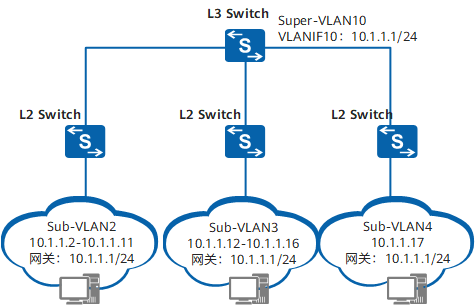 L3 Switch
Super-VLAN10
VLANIF10：10.1.1.1/24
S
L2 Switch
L2 Switch
L2 Switch
S
S
S
Sub-VLAN2
10.1.1.2-10.1.1.11
网关：10.1.1.1/24
Sub-VLAN3
10.1.1.12-10.1.1.16
网关：10.1.1.1/24
Sub-VLAN4
10.1.1.17
网关：10.1.1.1/24